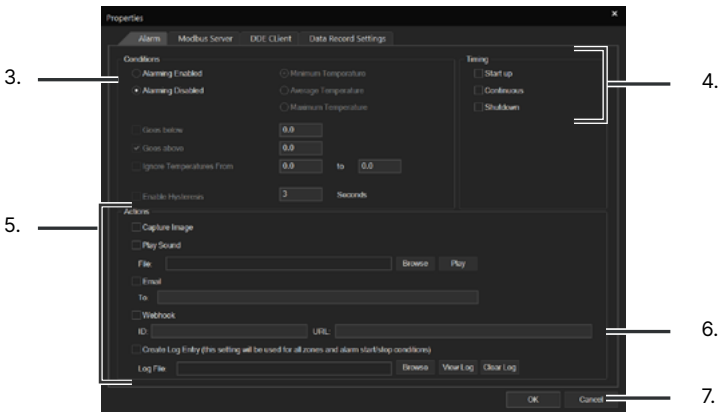 Properties
Alarm Modbus Server DDE CLient Data Record Settings
Conditions
Timing
3.
Alarming Enabled
Minimum Temperature
Start up
4.
Alarming Disabled
Average Temperature
Continuous
Maximum Temperature
Shutdown
Goes below 0.0
Goes above 0.0
Ignore Temperatures From 0.0 to 0.0
Enable Hysteresis 3 Seconds
Actions
5.
Capture Image
Play Sound
File: Browse Play
Email
To
Webhook
ID: URL: 6.
Create Log Entry (this setting will be used for all zones and alarm start/stop conditions)
Log File Browse View Log Clear Log
OK Cancel 7.